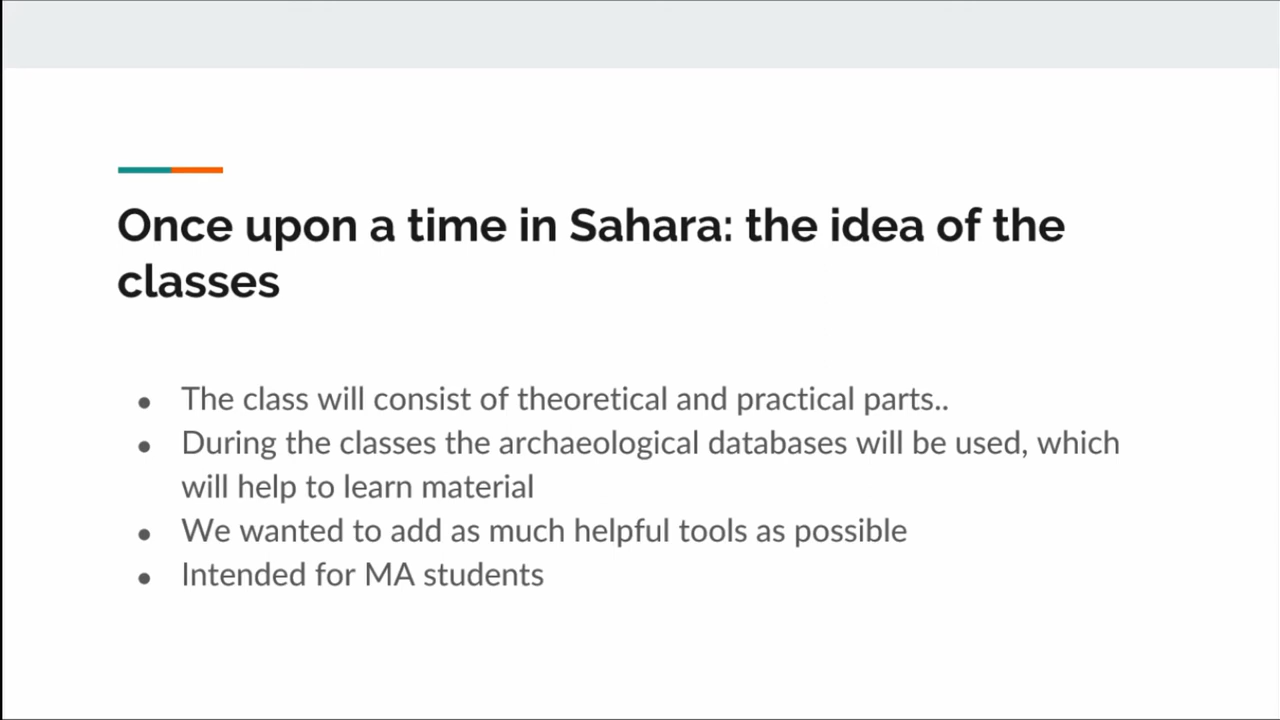 Once upon a time in Sahara: the idea of the
classes
● The class will consist of theoretical and practical parts..
● During the classes the archaeological databases will be used, which
will help to learn material
● We wanted to add as much helpful tools as possible
● Intended for MA students